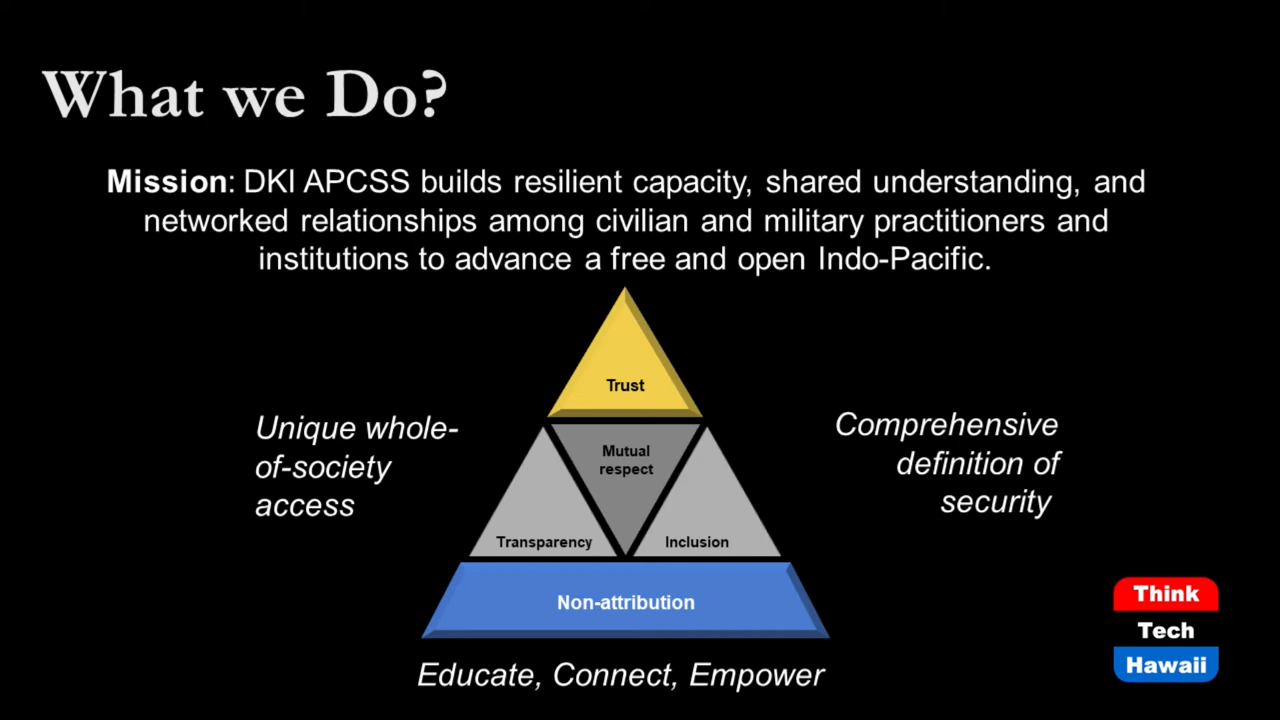 What we Do?
Mission: DKI APCSS builds resilient capacity, shared understanding, and
networked relationships among civilian and military practitioners and
institutions to advance a free and open Indo-Pacific.
Trust
Unique whole-
of-society
access
Mutual
respect
Comprehensive
definition of
security
Transparency
Inclusion
Non-attribution
Educate, Connect, Empower
Think
Tech
Hawaii